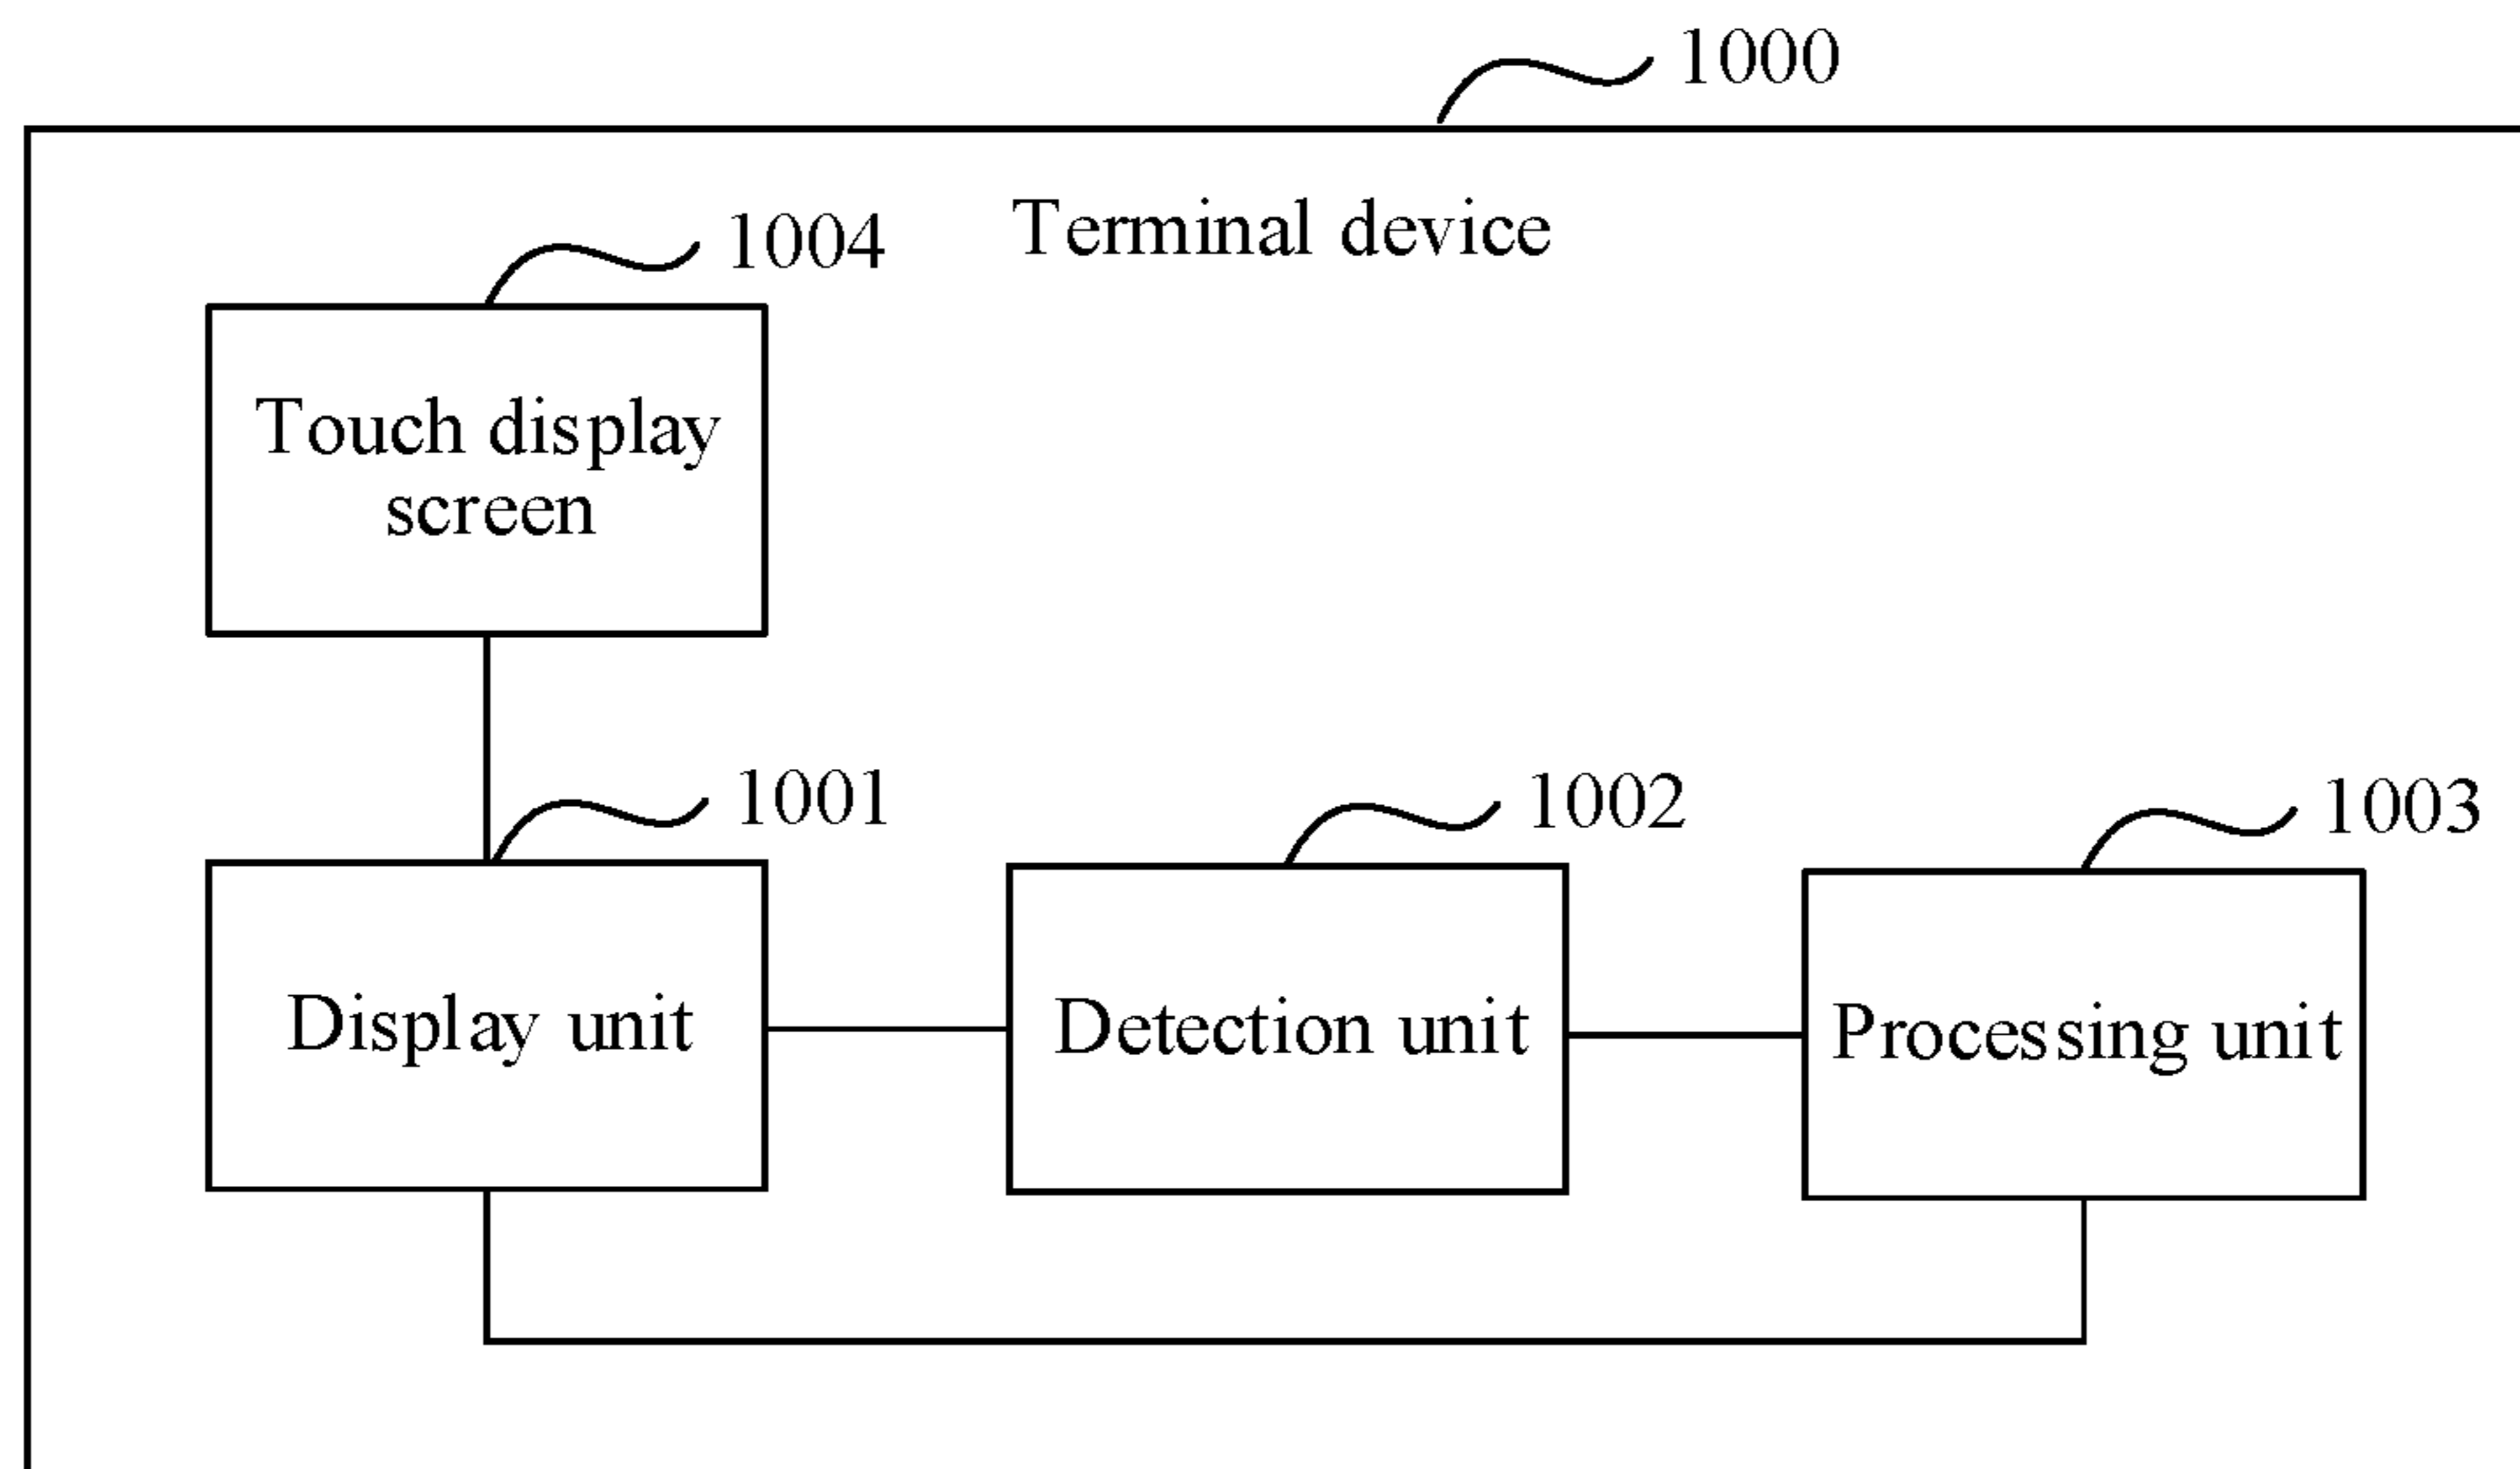 1000
Terminal device
1004
Touch display
screen
1001
1002
1003
Display unit
Detection unit
Processing unit